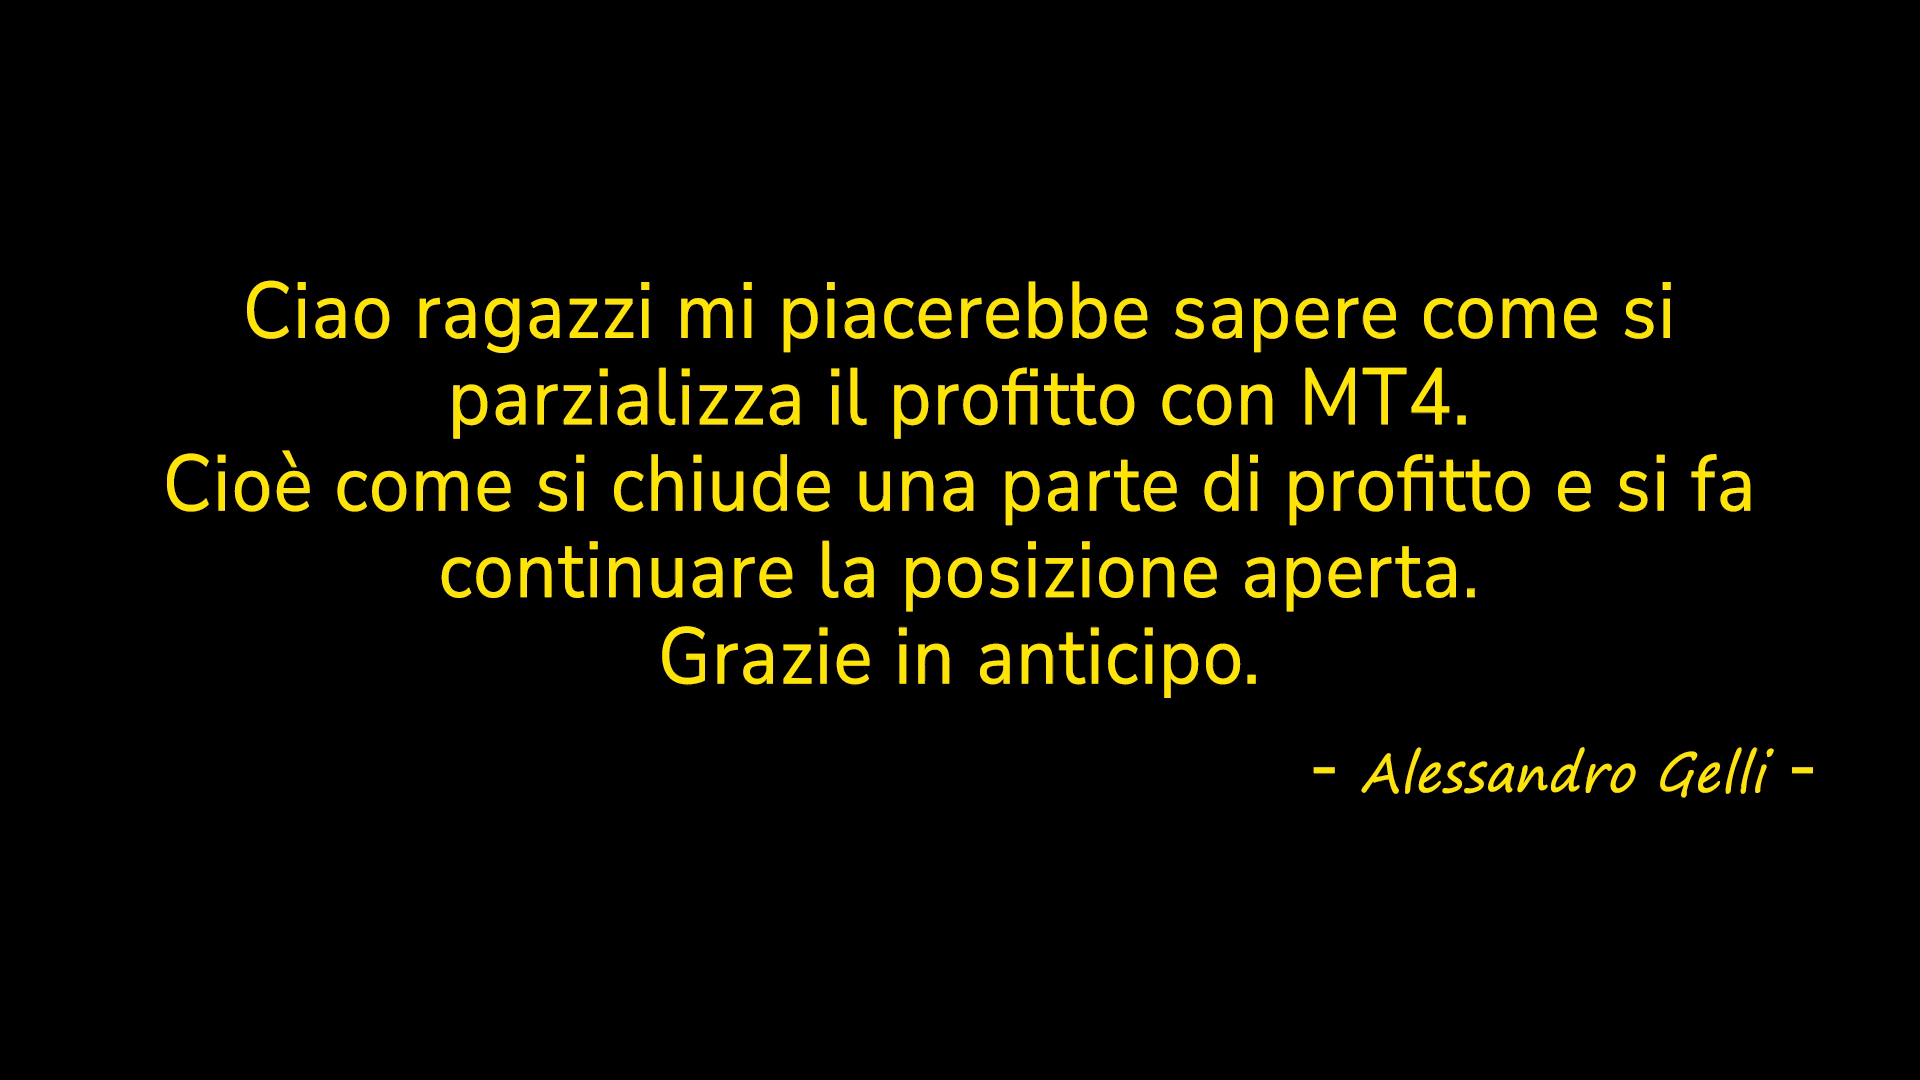 Ciao ragazzi mi piacerebbe sapere come si
parzializza il profitto con MT4.
Cioè come si chiude una parte di profitto e si fa
continuare la posizione aperta.
Grazie in anticipo.
- Alessandro Gelli -